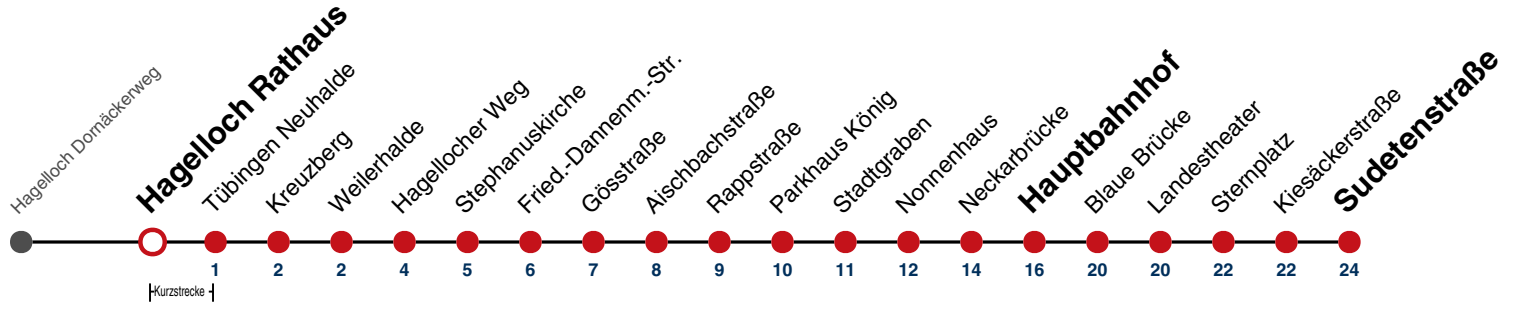 Hagelloch Dornäckerweg
Hagelloch Rathaus
Tübingen Neuhalde
Kreuzberg
Weilerhalde
Hagellocher Weg
Stephanuskirche
Fried.-Dannenm.-Str.
Gösstraße
Aischbachstraße
Rappstraße
Parkhaus König
Stadtgraben
Nonnenhaus
Neckarbrücke
Hauptbahnhof
Blaue Brücke
Landestheater
Sternplatz
Kiesäckerstraße
Sudetenstraße
1 2 2 4 5 6 7 8 9 10 11 12 14 16 20 20 22 22 24
Kurzstrecke